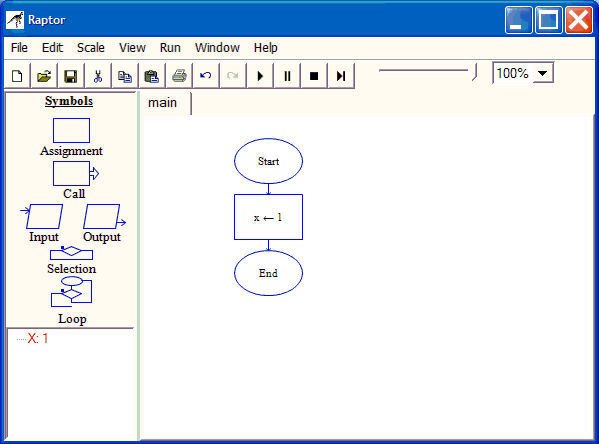 Raptor
File Edit Scale View Run Window Help
100%
Symbols
main
Assignment
Call
Input Output
Selection
Loop
X: 1
Start
x ← 1
End